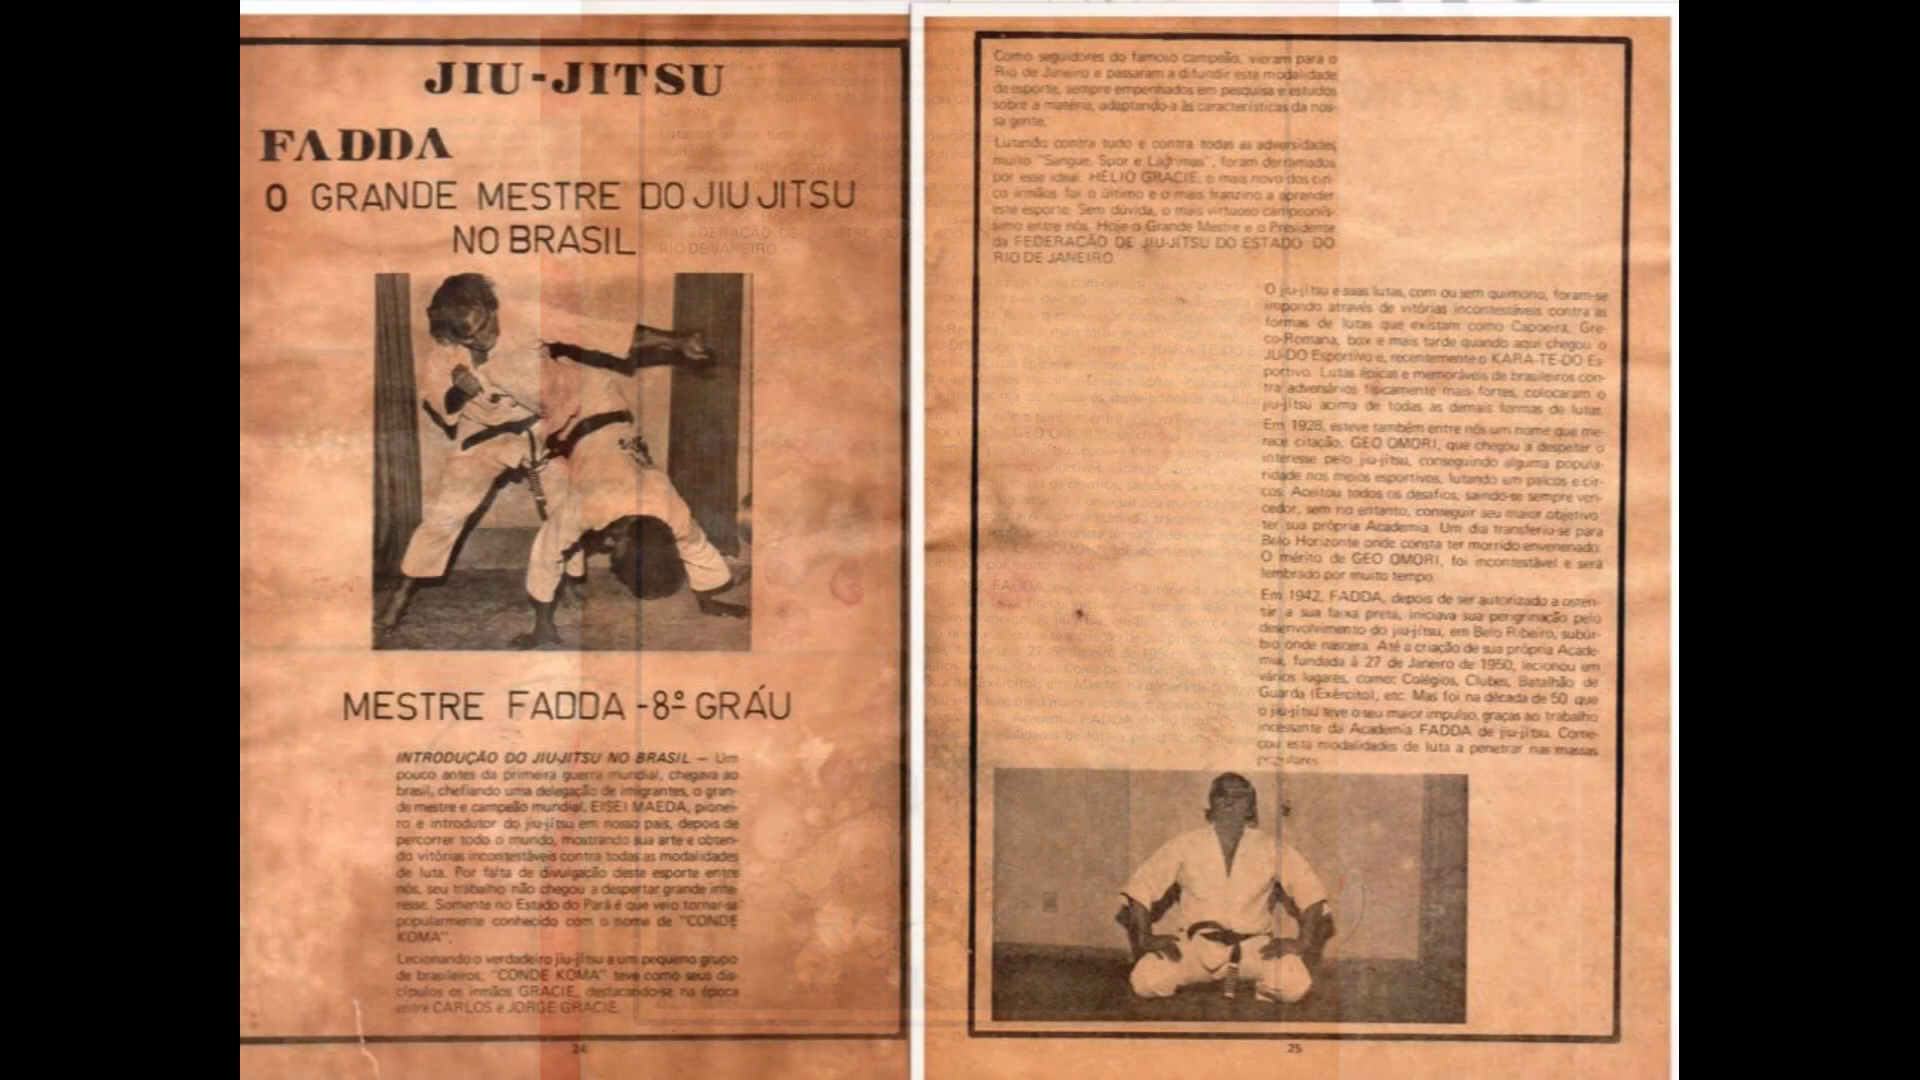 JIU-JITSU
FADDA
O GRANDE MESTRE DO JIU JITSU
NO BRASIL
MESTRE FADDA - 8º GRÁU
INTRODUÇÃO DO JIU-JITSU NO BRASIL — Um
pouco antes da primeira guerra mundial, chegava ao
brasil, chefiando uma delegação de imigrantes, o gran-
de mestre e campeão mundial, EISEI MAEDA, pionei-
ro e introdutor do jiu-jítsu em nosso país, depois de
percorrer todo o mundo, mostrando sua arte e obten-
do vitórias incontestáveis contra todas as modalidades
de luta. Por falta de divulgação deste esporte entre
nós, seu trabalho não chegou a despertar grande inte-
resse. Somente no Estado do Pará é que veio tornar-se
popularmente conhecido com o nome de "CONDE
KOMA".
Lecionando o verdadeiro jiu-jítsu a um pequeno grupo
de brasileiros, "CONDE KOMA" teve como seus dis-
cípulos os irmãos GRACIE, destacando-se na época
entre CARLOS e JORGE GRACIE.
24
Como seguidores do famoso campeão, vieram para o
Rio de Janeiro e passaram a difundir esta modalidade
de esporte, sempre empenhados em pesquisa e estudos
sobre a matéria, adaptando-a às características da nos-
sa gente.
Lutando contra tudo e contra todas as adversidades
muito "Sangue, Suor e Lágrimas", foram derramados
por esse ideal. HÉLIO GRACIE, o mais novo dos cin-
co irmãos foi o último e o mais franzino a aprender
este esporte. Sem dúvida, o mais virtuoso campeonís-
simo entre nós. Hoje o Grande Mestre e o Presidente
da FEDERAÇÃO DE JIU-JÍTSU DO ESTADO DO
RIO DE JANEIRO.
O jiu-jítsu e suas lutas, com ou sem quimono, foram-se
impondo através de vitórias incontestáveis contra as
formas de lutas que existam como Capoeira, Gre-
co-Romana, box e mais tarde quando aqui chegou o
JU-DO Esportivo e, recentemente o KARA-TE-DO Es-
portivo. Lutas épicas e memoráveis de brasileiros con-
tra adversários fisicamente mais fortes, colocaram o
jiu-jítsu acima de todas as demais formas de lutas.
Em 1928, esteve também entre nós um nome que me-
rece citação, GEO OMORI, que chegou a despetar o
interesse pelo jiu-jítsu, conseguindo alguma popula-
ridade nos meios esportivos, lutando em palcos e cir-
cos. Aceitou todos os desafios, saindo-se sempre ven-
cedor, sem no entanto, conseguir seu maior objetivo
ter sua própria Academia. Um dia transferiu-se para
Belo Horizonte onde consta ter morrido envenenado.
O mérito de GEO OMORI, foi incontestável e será
lembrado por muito tempo.
Em 1942, FADDA, depois de ser autorizado a osten-
tar a sua faixa preta, iniciava sua perigrinação pelo
desenvolvimento do jiu-jítsu, em Belo Ribeiro, subúr-
bio onde nascera. Até a criação de sua própria Acade-
mia, fundada à 27 de Janeiro de 1950, lecionou em
vários lugares, como: Colégios, Clubes, Batalhão de
Guarda (Exército), etc. Mas foi na década de 50 que
o jiu-jítsu teve o seu maior impulso, graças ao trabalho
incessante da Academia FADDA de jiu-jítsu. Come-
çou esta modalidades de luta a penetrar nas massas
populares.
25